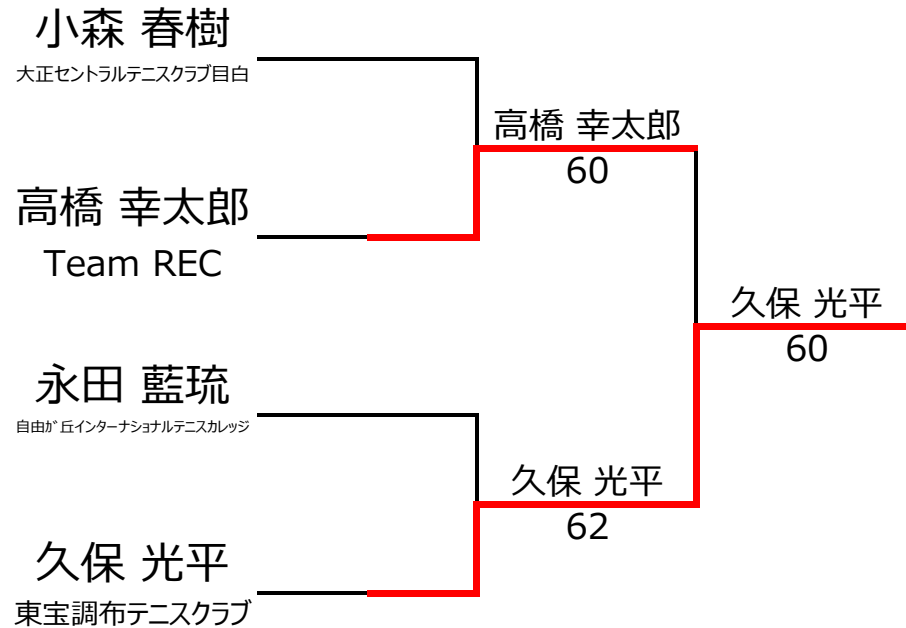 小森 春樹
大正セントラルテニスクラブ目白
高橋 幸太郎
60
高橋 幸太郎
Team REC
久保 光平
60
永田 藍琉
自由が丘インターナショナルテニスカレッジ
久保 光平
62
久保 光平
東宝調布テニスクラブ